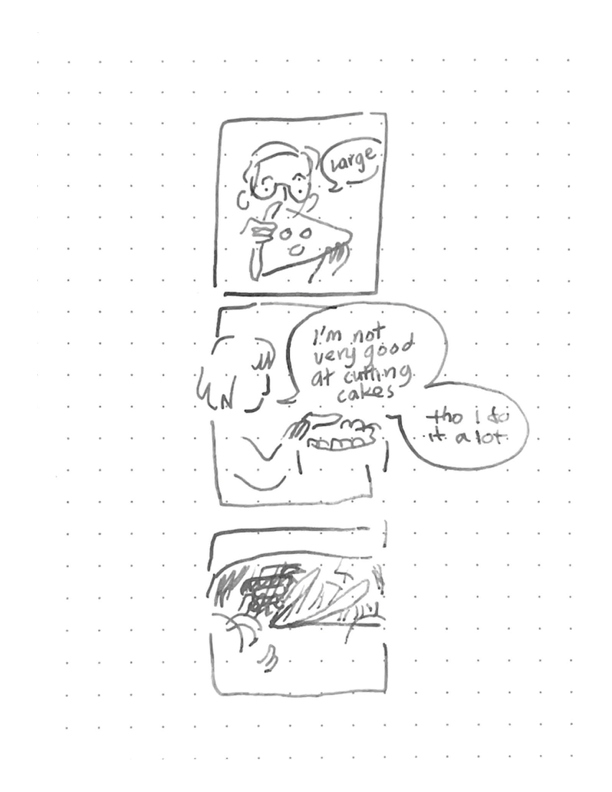 Large
I'm not
very good
at cutting
cakes
tho i do
it a lot.